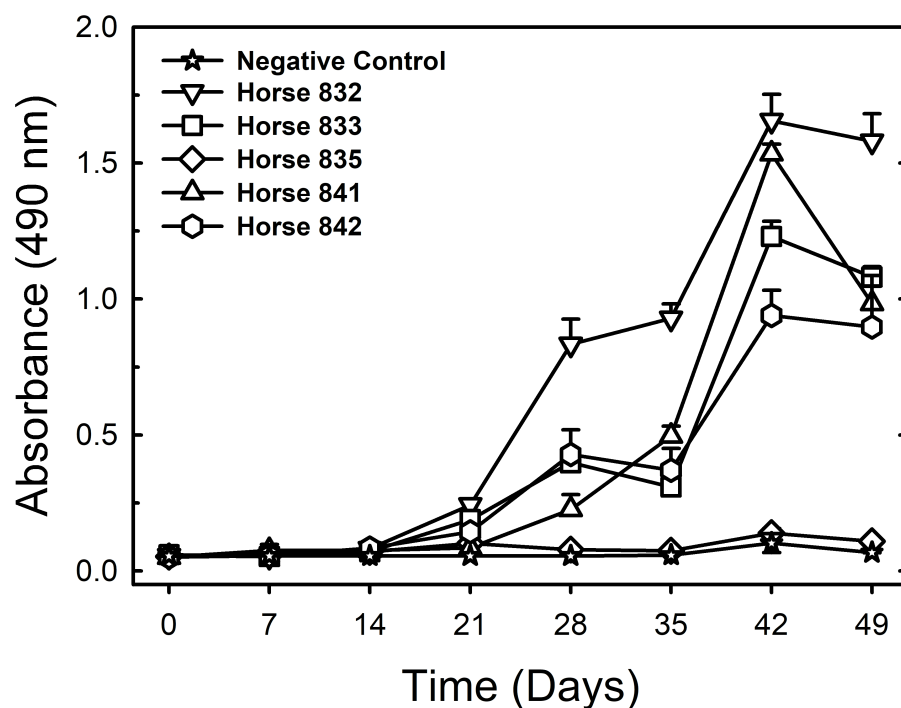 2.0
1.5
1.0
0.5
0.0
Absorbance (490 nm)
Negative Control
Horse 832
Horse 833
Horse 835
Horse 841
Horse 842
0 7 14 21 28 35 42 49
Time (Days)